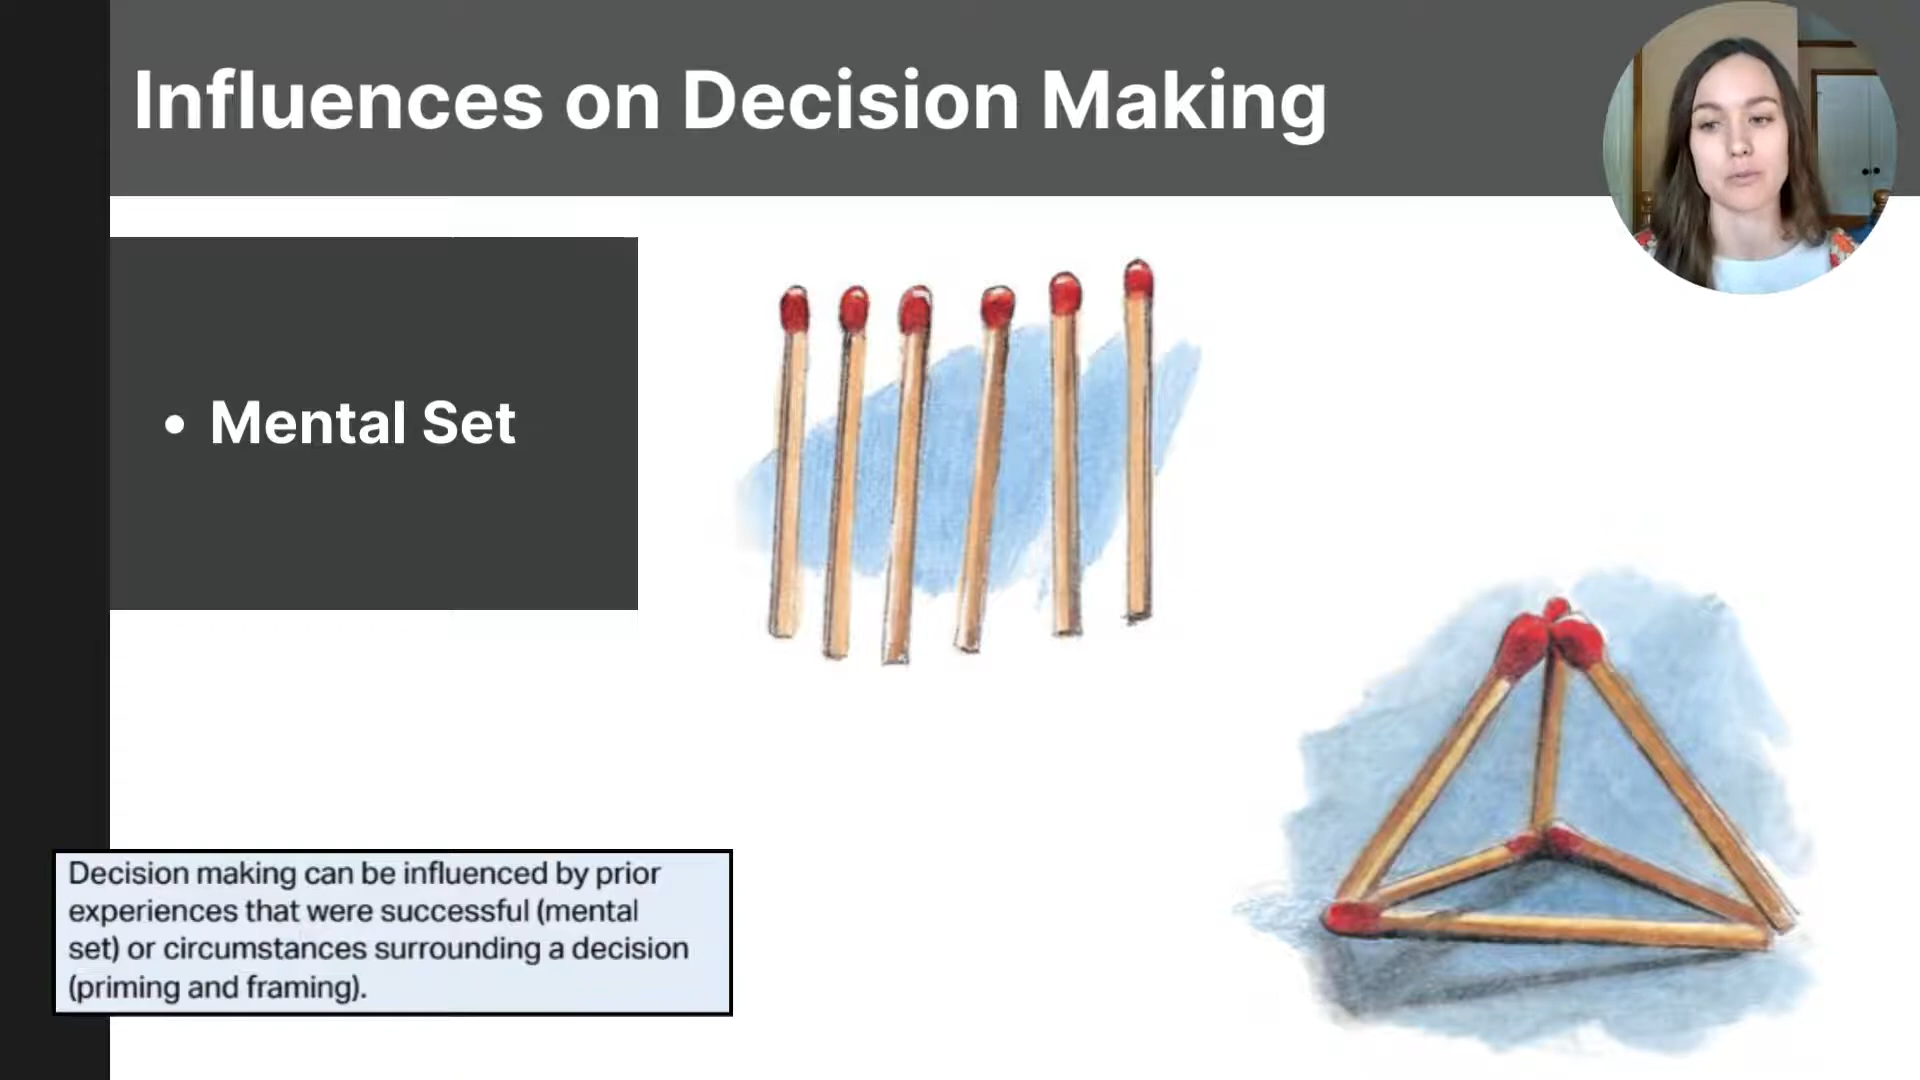 Influences on Decision Making
• Mental Set
Decision making can be influenced by prior
experiences that were successful (mental
set) or circumstances surrounding a decision
(priming and framing).